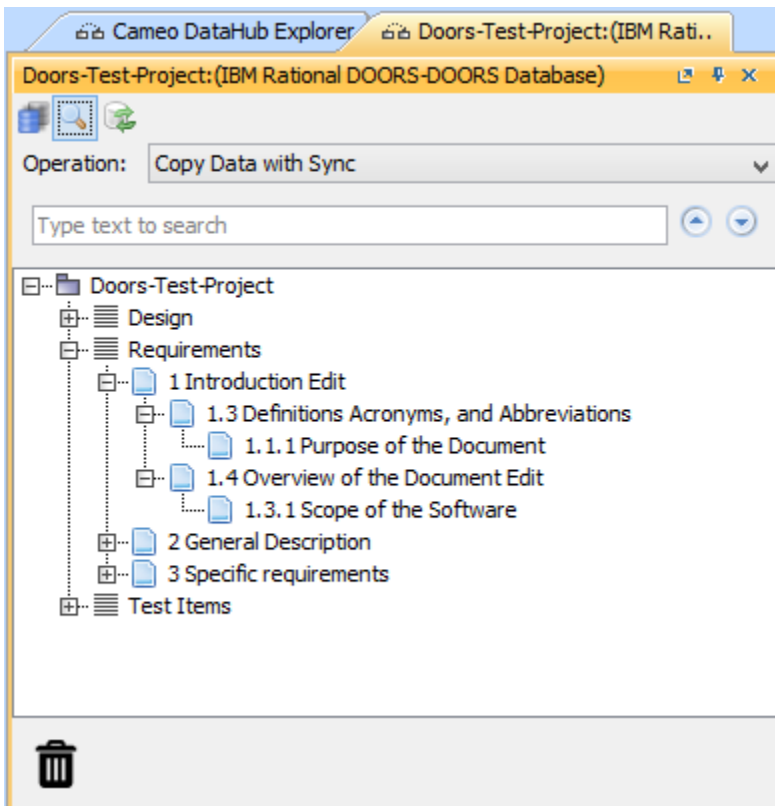 Cameo DataHub Explorer
Doors-Test-Project:(IBM Rati..
Doors-Test-Project:(IBM Rational DOORS-DOORS Database)
Operation: Copy Data with Sync
Type text to search
Doors-Test-Project
Design
Requirements
1 Introduction Edit
1.3 Definitions Acronyms, and Abbreviations
1.1.1 Purpose of the Document
1.4 Overview of the Document Edit
1.3.1 Scope of the Software
2 General Description
3 Specific requirements
Test Items